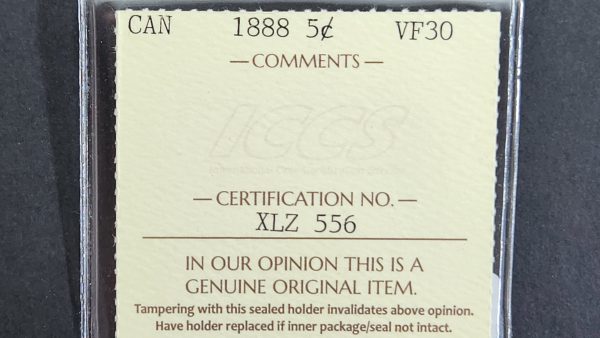 CAN 1888 5¢ VF30
— COMMENTS —
ICCS
— CERTIFICATION NO. —
XLZ 556
IN OUR OPINION THIS IS A
GENUINE ORIGINAL ITEM.
Tampering with this sealed holder invalidates above opinion.
Have holder replaced if inner package/seal not intact.